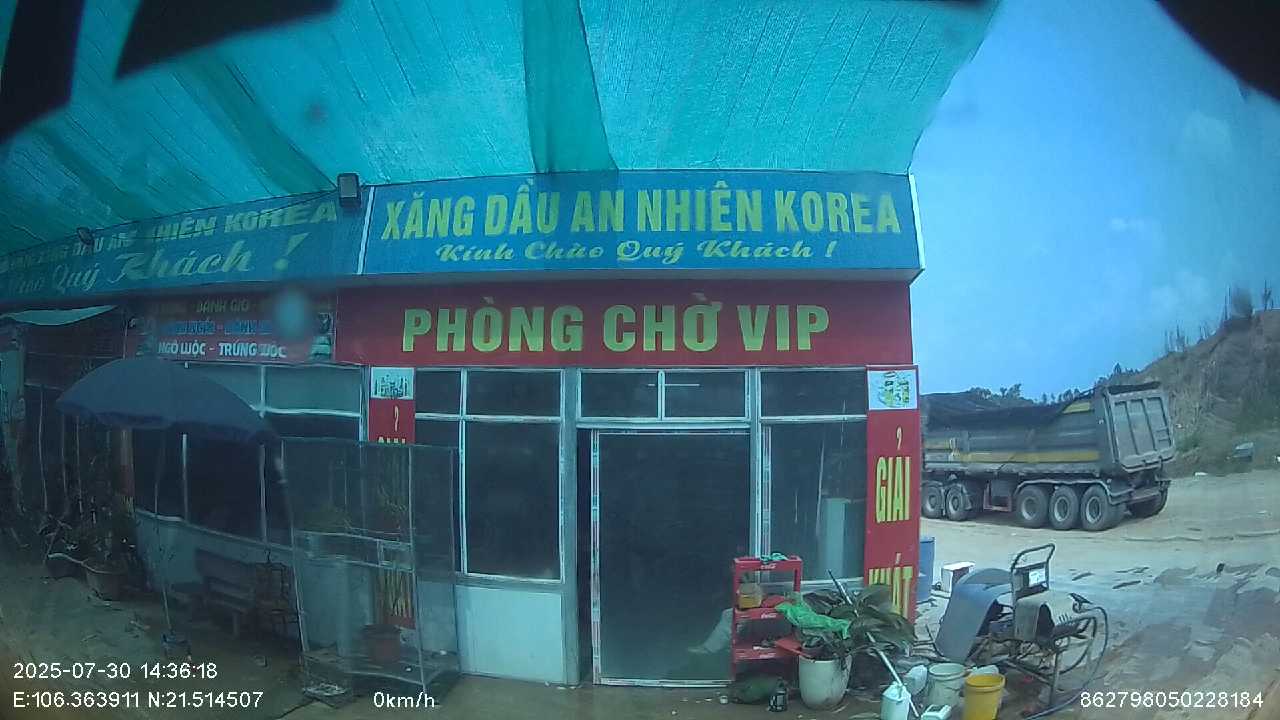 XĂNG DẦU AN NHIÊN KOREA
Kính Chào Quý Khách !
AN NHIÊN KOREA
Quý Khách !
PHÒNG CHỜ VIP
NGÔ LUỘC - TRỨNG LUỘC
GIẢI
KHÁT
2025-07-30 14:36:18
E:106.363911 N:21.514507
0km/h
862798050228184